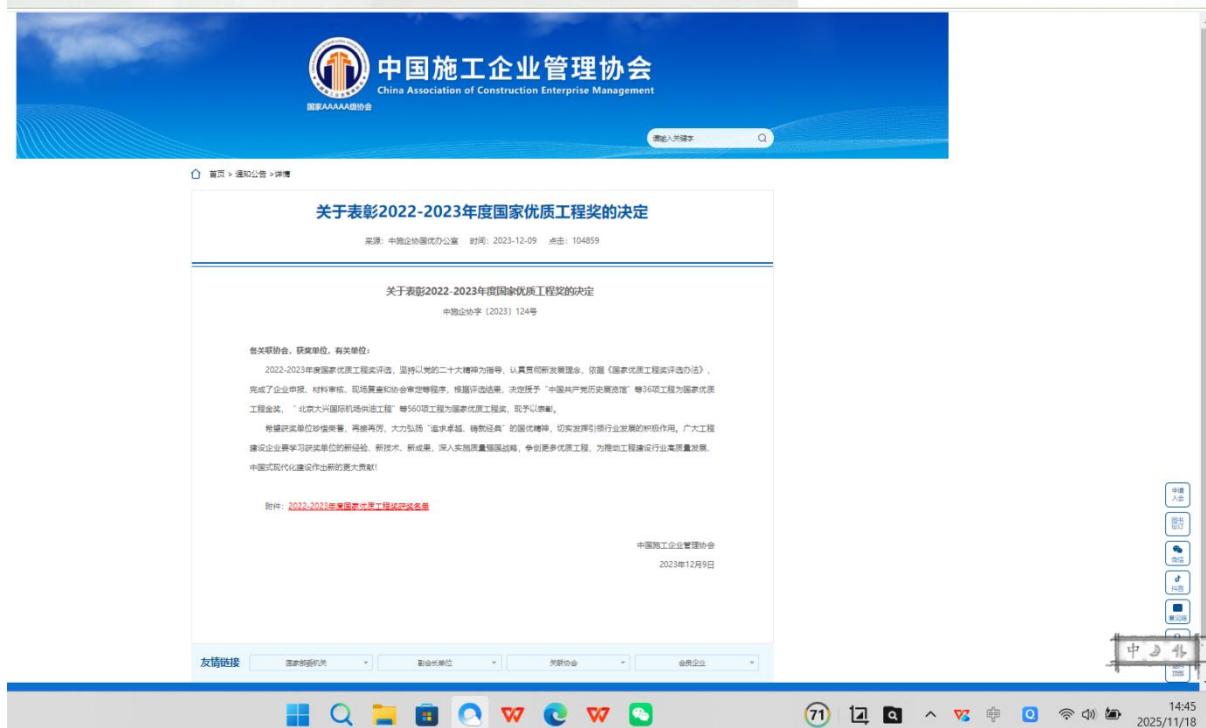 中国施工企业管理协会
China Association of Construction Enterprise Management
国家AAAAA级协会
请输入关键字
首页 > 通知公告 >详情
关于表彰2022-2023年度国家优质工程奖的决定
来源：中施企协国优办公室 时间：2023-12-09 点击：104859
关于表彰2022-2023年度国家优质工程奖的决定
中施企协字〔2023〕124号
各关联协会，获奖单位，有关单位：
2022-2023年度国家优质工程奖评选，坚持以党的二十大精神为指导，认真贯彻新发展理念，依据《国家优质工程奖评选办法》，
完成了企业申报、材料审核、现场复查和协会审定等程序，根据评选结果，决定授予“中国共产党历史展览馆”等36项工程为国家优质
工程金奖，“北京大兴国际机场供油工程”等560项工程为国家优质工程奖，现予以表彰。
希望获奖单位珍惜荣誉，再接再厉，大力弘扬“追求卓越、铸就经典”的国优精神，切实发挥引领行业发展的积极作用。广大工程
建设企业要学习获奖单位的新经验、新技术、新成果，深入实施质量强国战略，争创更多优质工程，为推动工程建设行业高质量发展、
中国式现代化建设作出新的更大贡献！
附件：2022-2023年度国家优质工程奖获奖名单
中国施工企业管理协会
2023年12月9日
申请
入会
图书
征订
微信
抖音
友情链接 国家部委机关 副会长单位 关联协会 会员企业
中
71
中
14:45
2025/11/18